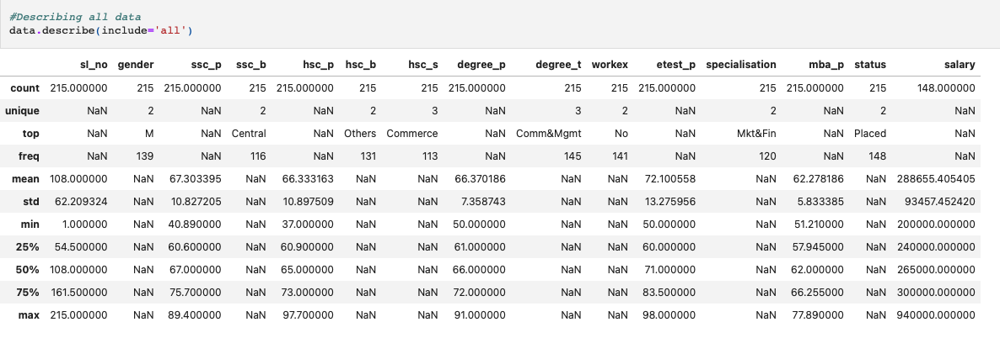 #Describing all data
data.describe(include='all')
sl_no gender ssc_p ssc_b hsc_p hsc_b hsc_s degree_p degree_t workex etest_p specialisation mba_p status salary
count 215.000000 215 215.000000 215 215.000000 215 215 215.000000 215 215 215.000000 215 215.000000 215 148.000000
unique NaN 2 NaN 2 NaN 2 3 NaN 3 2 NaN 2 NaN 2 NaN
top NaN M NaN Central NaN Others Commerce NaN Comm&Mgmt No NaN Mkt&Fin NaN Placed NaN
freq NaN 139 NaN 116 NaN 131 113 NaN 145 141 NaN 120 NaN 148 NaN
mean 108.000000 NaN 67.303395 NaN 66.333163 NaN NaN 66.370186 NaN NaN 72.100558 NaN 62.278186 NaN 288655.405405
std 62.209324 NaN 10.827205 NaN 10.897509 NaN NaN 7.358743 NaN NaN 13.275956 NaN 5.833385 NaN 93457.452420
min 1.000000 NaN 40.890000 NaN 37.000000 NaN NaN 50.000000 NaN NaN 50.000000 NaN 51.210000 NaN 200000.000000
25% 54.500000 NaN 60.600000 NaN 60.900000 NaN NaN 61.000000 NaN NaN 60.000000 NaN 57.945000 NaN 240000.000000
50% 108.000000 NaN 67.000000 NaN 65.000000 NaN NaN 66.000000 NaN NaN 71.000000 NaN 62.000000 NaN 265000.000000
75% 161.500000 NaN 75.700000 NaN 73.000000 NaN NaN 72.000000 NaN NaN 83.500000 NaN 66.255000 NaN 300000.000000
max 215.000000 NaN 89.400000 NaN 97.700000 NaN NaN 91.000000 NaN NaN 98.000000 NaN 77.890000 NaN 940000.000000